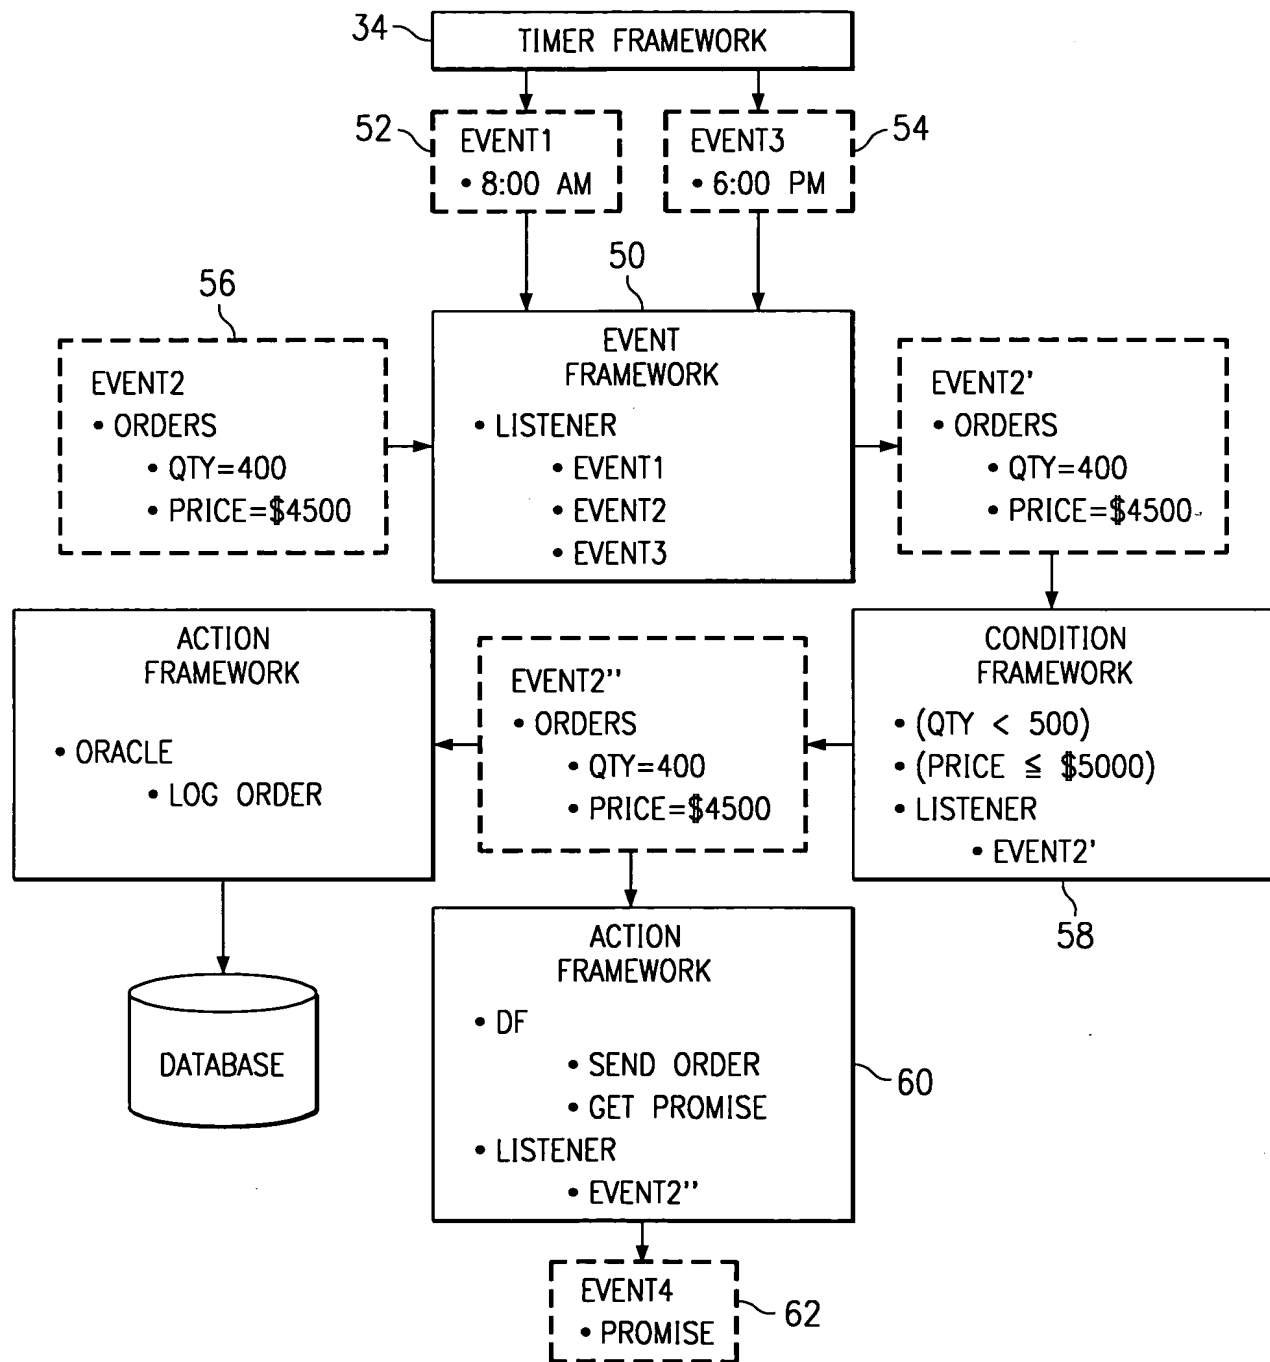 34
TIMER FRAMEWORK
52
EVENT1
• 8:00 AM
EVENT3
• 6:00 PM
54
56
EVENT2
• ORDERS
• QTY=400
• PRICE=$4500
50
EVENT
FRAMEWORK
• LISTENER
• EVENT1
• EVENT2
• EVENT3
EVENT2'
• ORDERS
• QTY=400
• PRICE=$4500
ACTION
FRAMEWORK
• ORACLE
• LOG ORDER
EVENT2''
• ORDERS
• QTY=400
• PRICE=$4500
CONDITION
FRAMEWORK
• (QTY < 500)
• (PRICE ≦ $5000)
• LISTENER
• EVENT2'
58
DATABASE
ACTION
FRAMEWORK
• DF
• SEND ORDER
• GET PROMISE
• LISTENER
• EVENT2''
60
EVENT4
• PROMISE
62